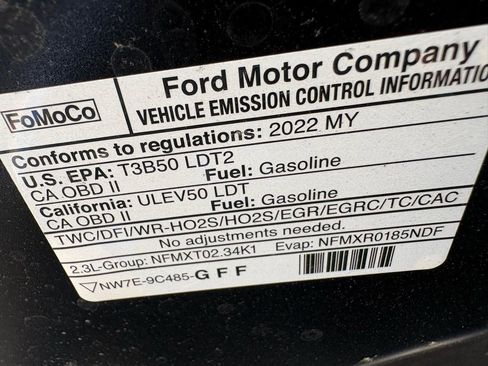 FoMoCo
Ford Motor Company
VEHICLE EMISSION CONTROL INFORMATIO
Conforms to regulations: 2022 MY
U.S. EPA: T3B50 LDT2
CA OBD II Fuel: Gasoline
California: ULEV50 LDT
CA OBD II Fuel: Gasoline
TWC/DFI/WR-HO2S/HO2S/EGR/EGRC/TC/CAC
No adjustments needed.
2.3L-Group: NFMXT02.34K1 Evap: NFMXR0185NDF
NW7E-9C485-GFF